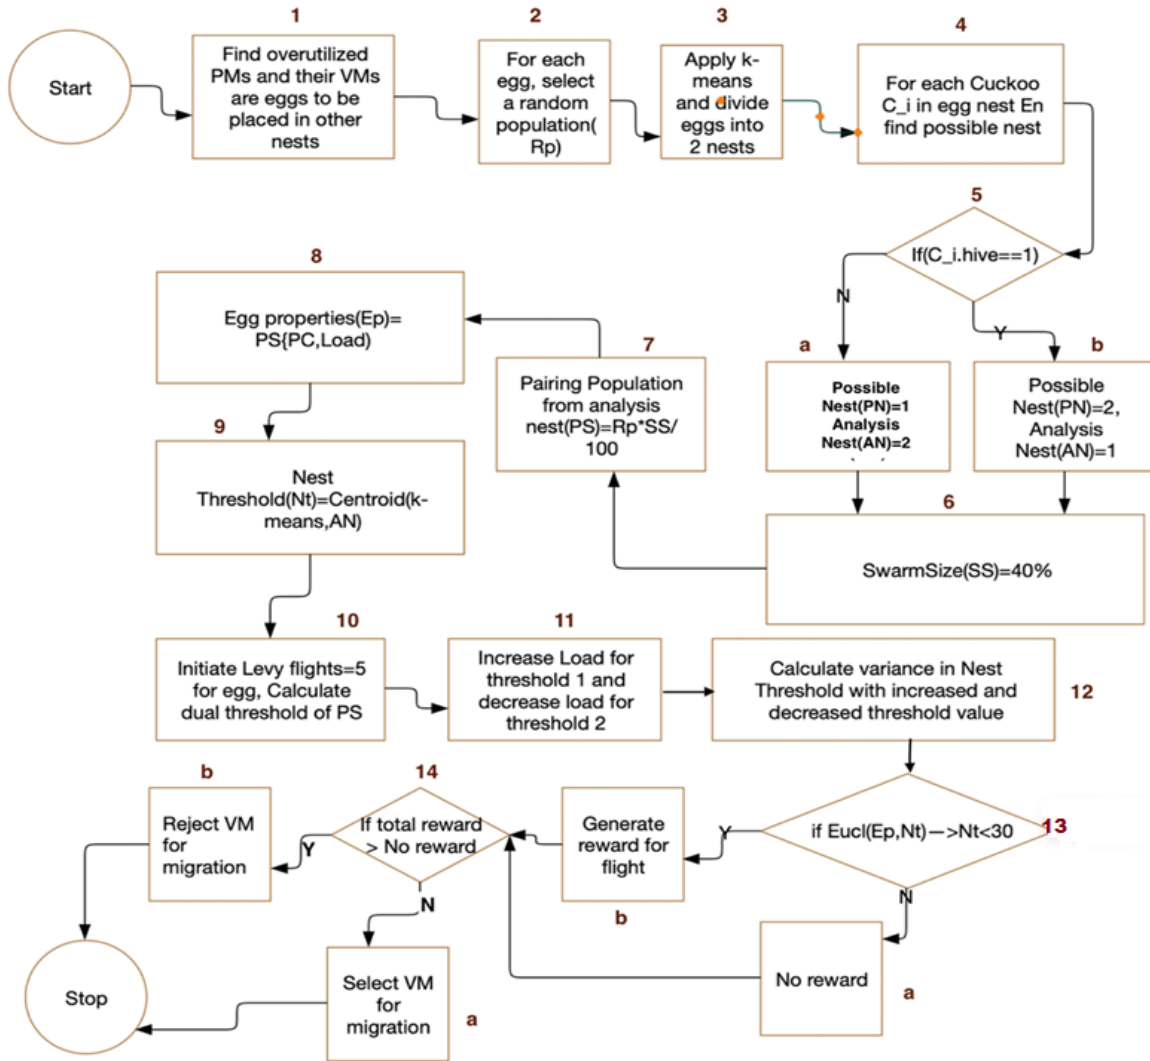 1
2
3
4
Start
Find overutilized
PMs and their VMs
are eggs to be
placed in other
nests
For each
egg, select
a random
population(
Rp)
Apply k-
means
and divide
eggs into
2 nests
For each Cuckoo
C_i in egg nest En
find possible nest
5
If(C_i.hive==1)
N
Y
a
Possible
Nest(PN)=1
Analysis
Nest(AN)=2
b
Possible
Nest(PN)=2,
Analysis
Nest(AN)=1
6
SwarmSize(SS)=40%
7
Pairing Population
from analysis
nest(PS)=Rp*SS/
100
8
Egg properties(Ep)=
PS{PC,Load)
9
Nest
Threshold(Nt)=Centroid(k-
means,AN)
10
Initiate Levy flights=5
for egg, Calculate
dual threshold of PS
11
Increase Load for
threshold 1 and
decrease load for
threshold 2
Calculate variance in Nest
Threshold with increased and
decreased threshold value
12
if Eucl(Ep,Nt)—>Nt<30
13
Y
N
Generate
reward for
flight
b
No reward
a
14
If total reward
> No reward
Y
N
b
Reject VM
for
migration
Select VM
for
migration
a
Stop